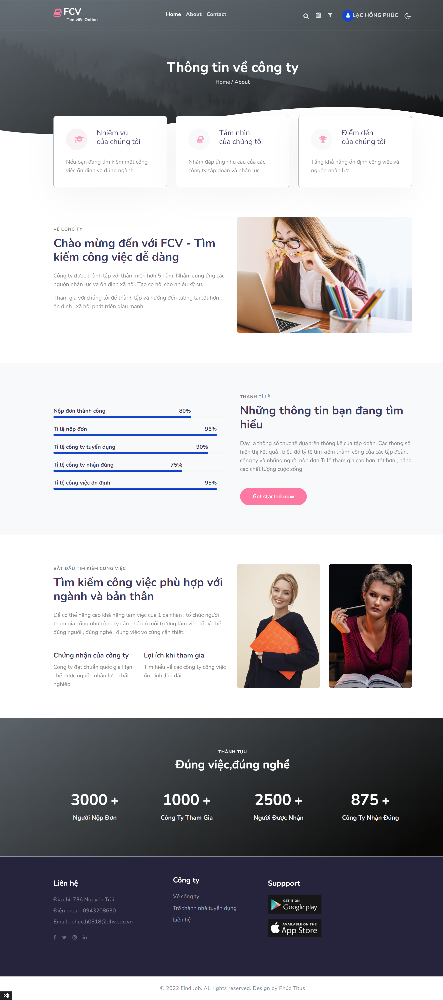 FCV
Tìm việc Online
Home About Contact
LẠC HỒNG PHÚC
Thông tin về công ty
Home / About
Nhiệm vụ
của chúng tôi
Nếu bạn đang tìm kiếm một công
việc ổn định và đúng ngành.
Tầm nhìn
của chúng tôi
Nhằm đáp ứng nhu cầu của các
công ty tập đoàn và nhân lực.
Điểm đến
của chúng tôi
Tăng khả năng ổn định công việc và
nguồn nhân lực.
VỀ CÔNG TY
Chào mừng đến với FCV - Tìm
kiếm công việc dễ dàng
Công ty được thành lập với thâm niên hơn 5 năm. Nhằm cung ứng các
nguồn nhân lực và ổn định xã hội. Tạo cơ hội cho nhiều kỹ sư.
Tham gia với chúng tôi để thành lập và hướng đến tương lai tốt hơn ,
ổn định , xã hội phát triển giàu mạnh.
Nộp đơn thành công 80%
Tỉ lệ nộp đơn 95%
Tỉ lệ công ty tuyển dụng 90%
Tỉ lệ công ty nhận đúng 75%
Tỉ lệ công việc ổn định 95%
THANH TỈ LỆ
Những thông tin bạn đang tìm
hiểu
Đây là thông số thực tế dựa trên thống kê của tập đoàn. Các thông số
hiện thị kết quả , biểu đồ tỷ lệ tìm kiếm thành công của các tập đoàn,
công ty và những người nộp đơn Tỉ lệ tham gia cao hơn ,tốt hơn , nâng
cao chất lượng cuộc sống
Get started now
BẮT ĐẦU TÌM KIẾM CÔNG VIỆC
Tìm kiếm công việc phù hợp với
ngành và bản thân
Để có thể nâng cao khả năng làm việc của 1 cá nhân , tổ chức người
tham gia cũng như công ty cần phải có môi trường làm việc tốt vì thế
đúng người , đúng nghề , đúng việc vô cùng cần thiết.
Chứng nhận của công ty
Công ty đạt chuẩn quốc gia Hạn
chế được nguồn nhân lực , thất
nghiệp.
Lợi ích khi tham gia
Tìm hiểu về các công ty công việc
ổn định ,lâu dài.
THÀNH TỰU
Đúng việc,đúng nghề
3000 +
Người Nộp Đơn
1000 +
Công Ty Tham Gia
2500 +
Người Được Nhận
875 +
Công Ty Nhận Đúng
Liên hệ
Địa chỉ :736 Nguyễn Trãi.
Điện thoại : 0943208630
Email : phuclh0318@dhv.edu.vn
Công ty
Về công ty
Trở thành nhà tuyển dụng
Liên hệ
Suppport
GET IT ON
Google play
AVAILABLE ON THE
App Store
© 2022 Find Job. All rights reserved. Design by Phúc Titus